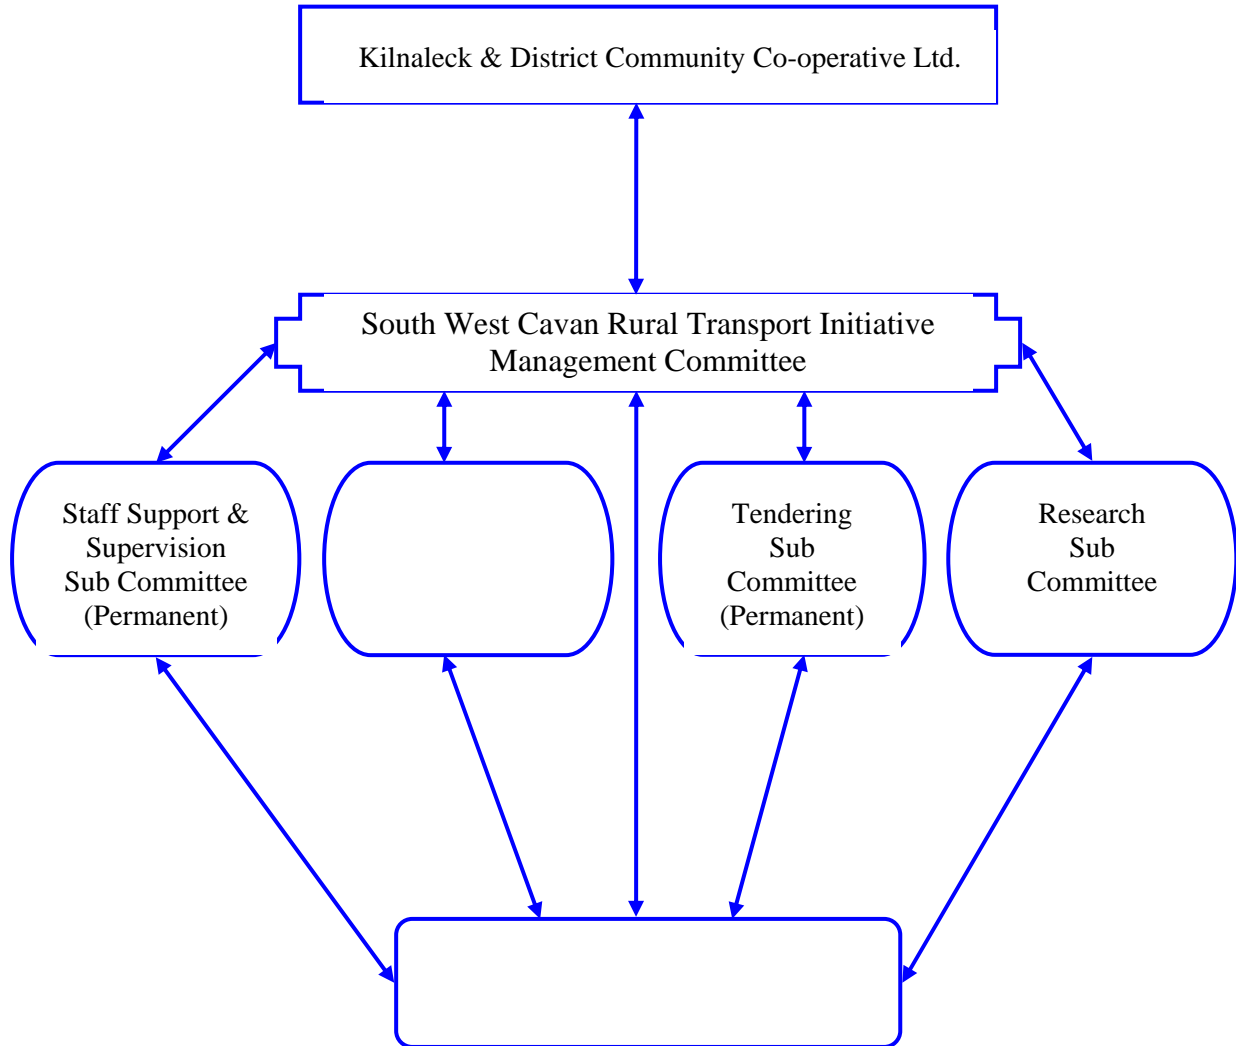 Kilnaleck & District Community Co-operative Ltd.
South West Cavan Rural Transport Initiative
Management Committee
Staff Support &
Supervision
Sub Committee
(Permanent)
Tendering
Sub
Committee
(Permanent)
Research
Sub
Committee